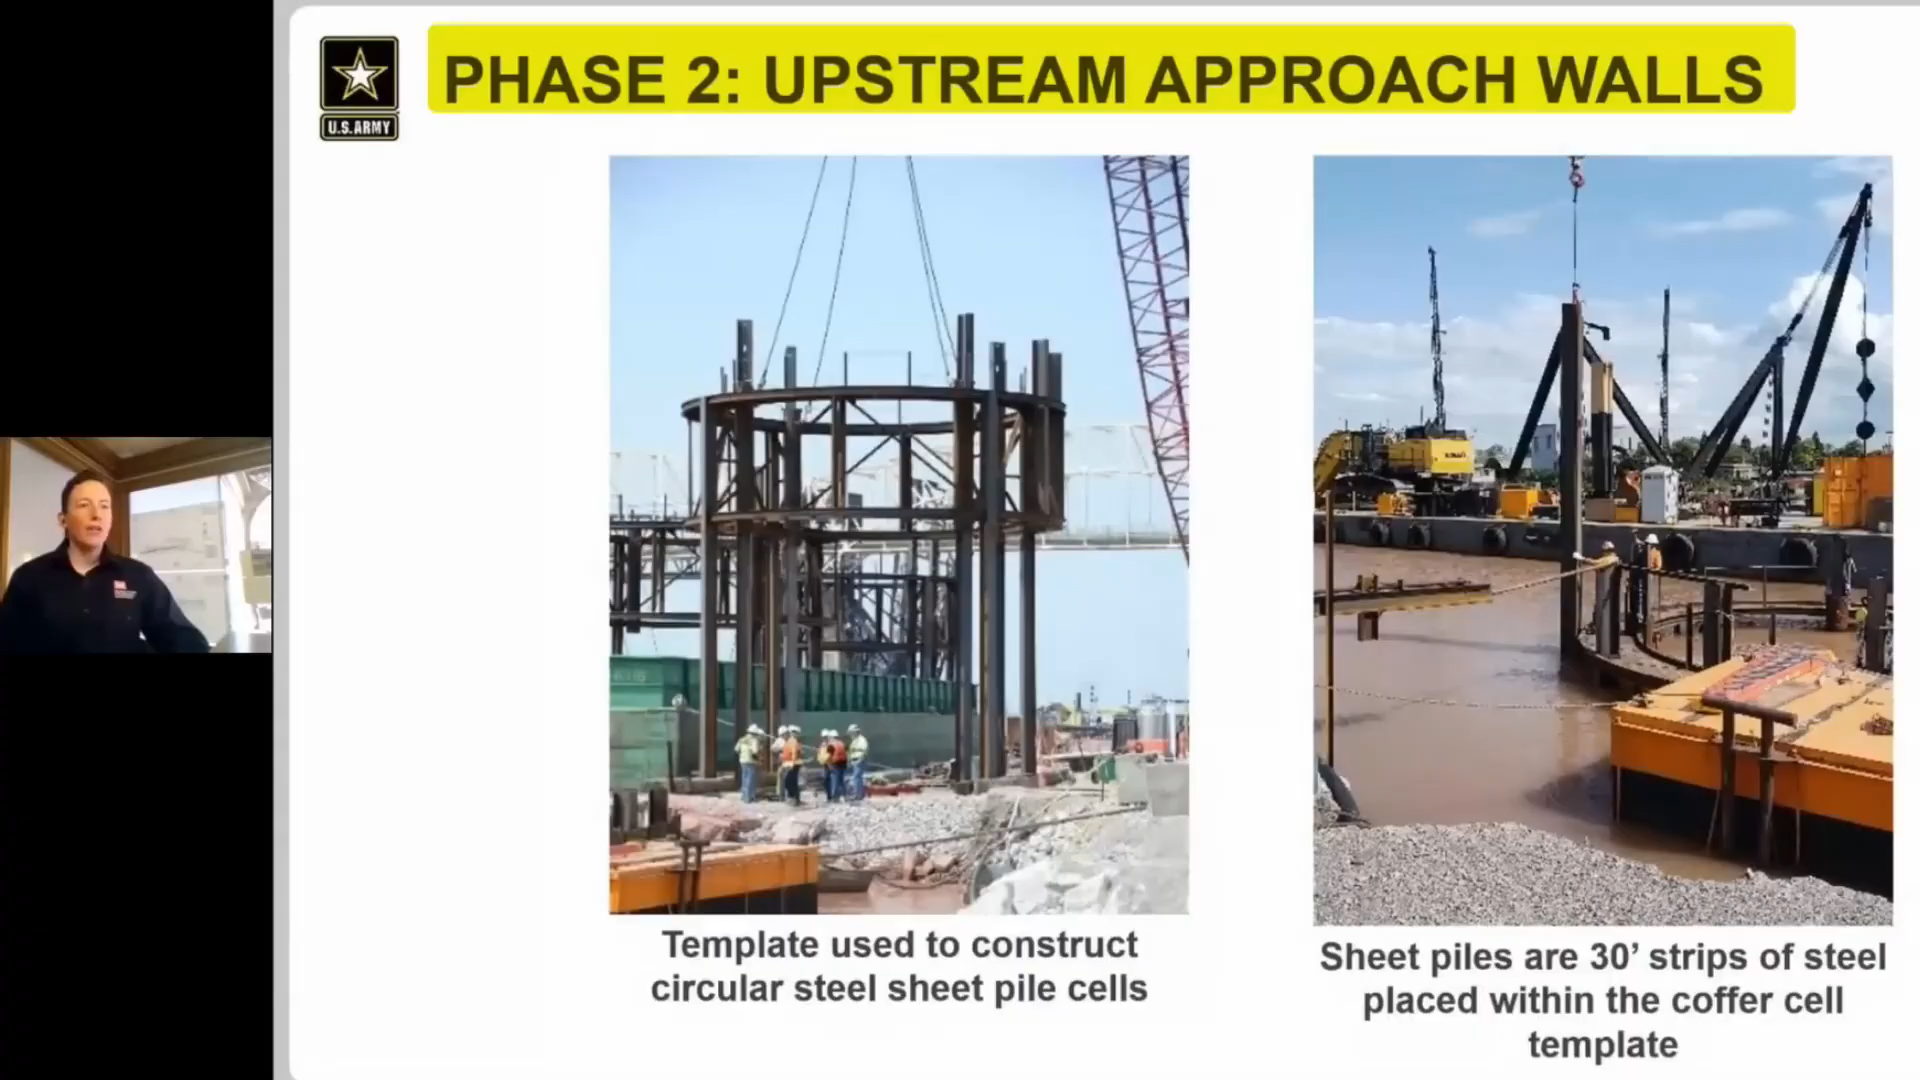 PHASE 2: UPSTREAM APPROACH WALLS
U.S.ARMY
Template used to construct
circular steel sheet pile cells
Sheet piles are 30’ strips of steel
placed within the coffer cell
template